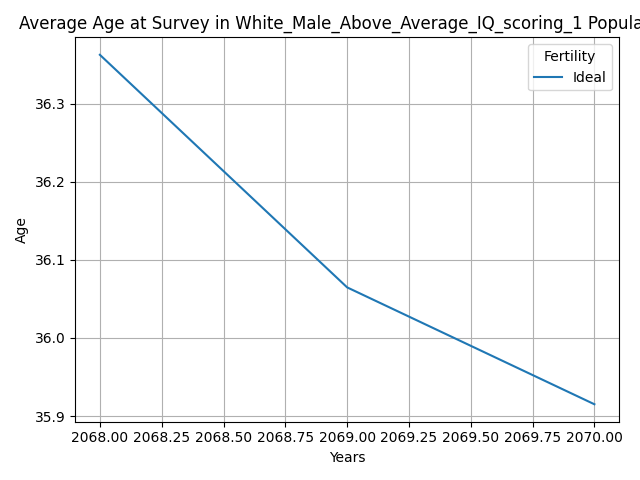 Average Age at Survey in White_Male_Above_Average_IQ_scoring_1 Popula
Fertility
Ideal
36.3
36.2
36.1
36.0
35.9
Age
2068.00 2068.25 2068.50 2068.75 2069.00 2069.25 2069.50 2069.75 2070.00
Years